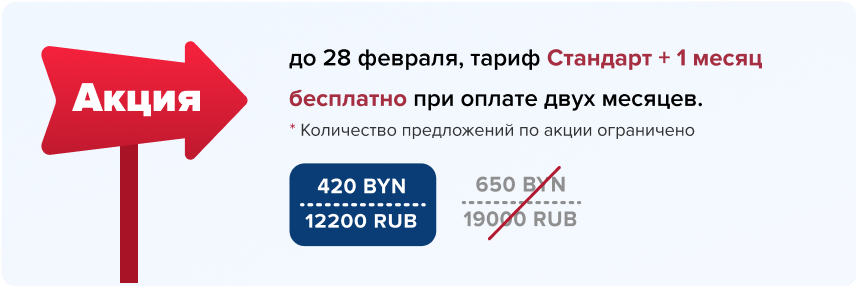 Акция
до 28 февраля, тариф Стандарт + 1 месяц
бесплатно при оплате двух месяцев.
* Количество предложений по акции ограничено
420 BYN
12200 RUB
650 BYN
19000 RUB